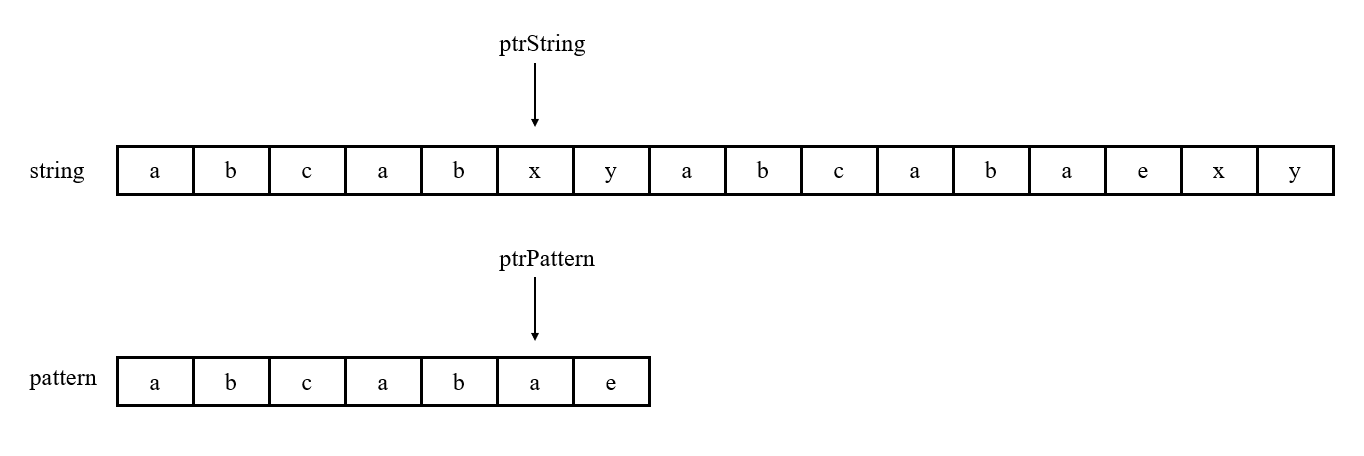 ptrString
string a b c a b x y a b c a b a e x y
ptrPattern
pattern a b c a b a e